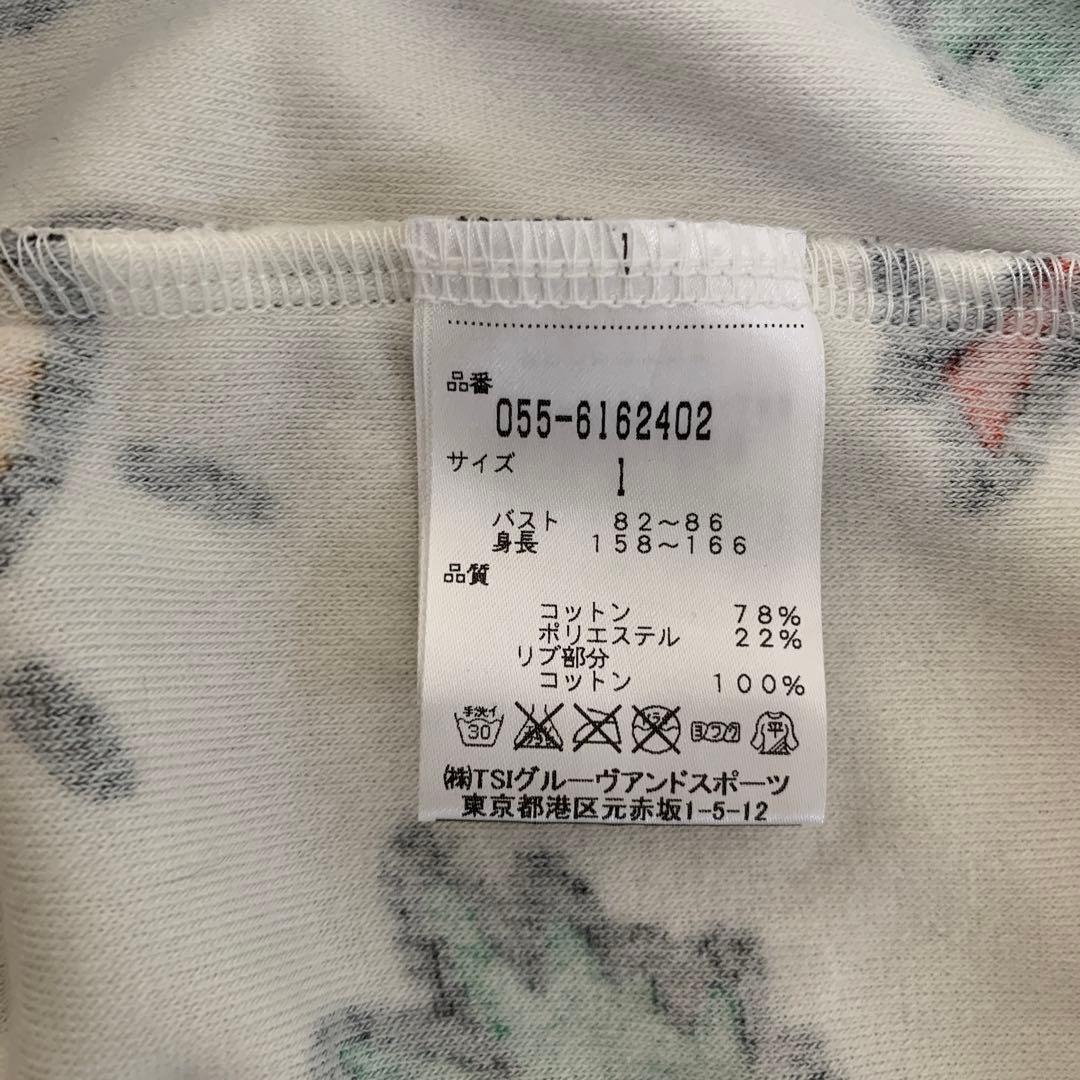 品番
055-6162402
サイズ 1
バスト 82～86
身長 158～166
品質
コットン 78%
ポリエステル 22%
リブ部分
コットン 100%
手洗イ 30 ヨワク 平
㈱TSIグルーヴアンドスポーツ
東京都港区元赤坂1-5-12